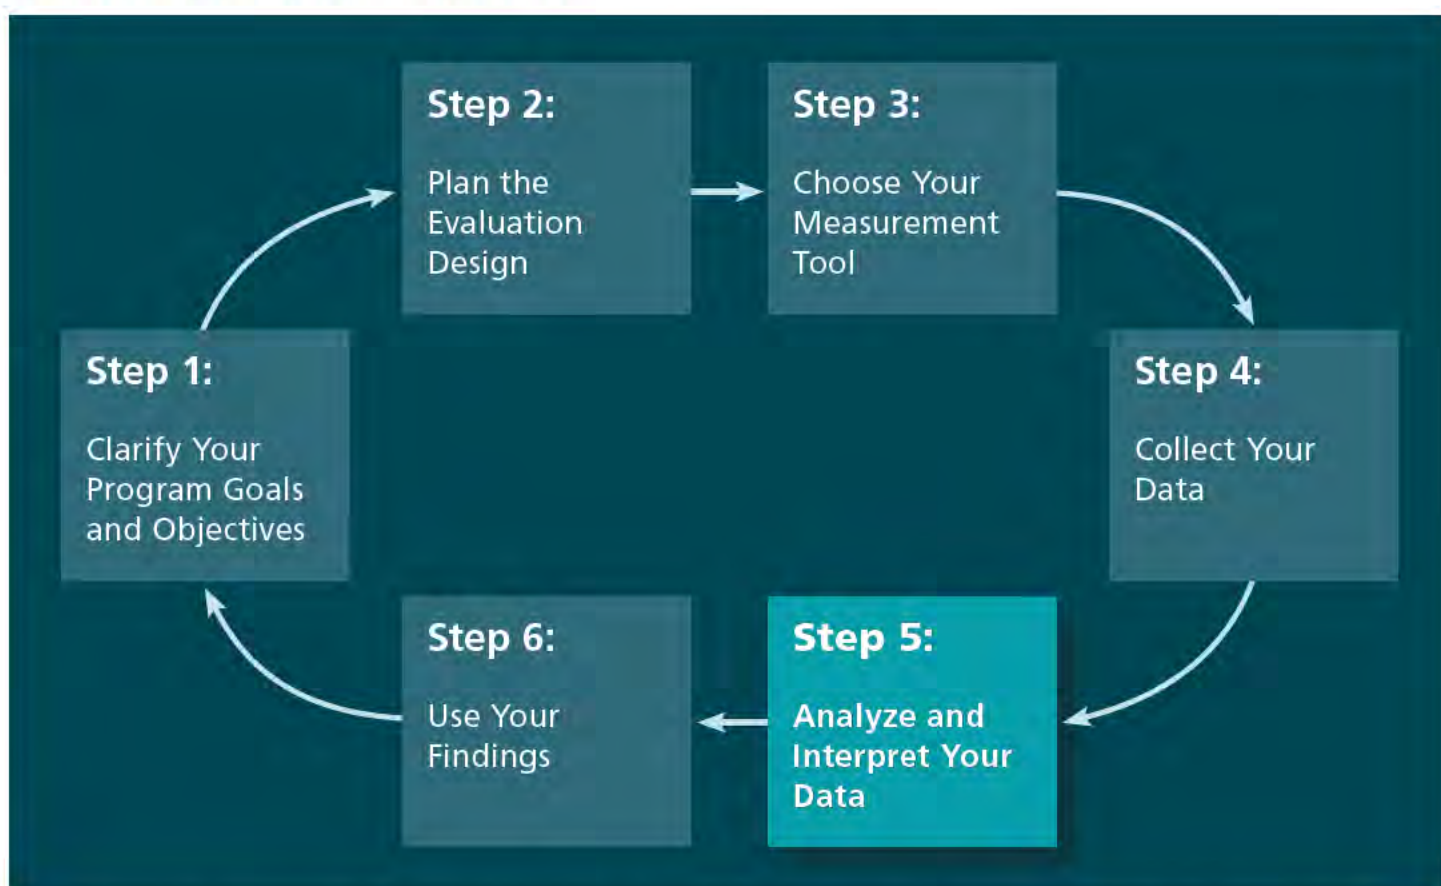 Step 1:
Clarify Your
Program Goals
and Objectives
Step 2:
Plan the
Evaluation
Design
Step 3:
Choose Your
Measurement
Tool
Step 4:
Collect Your
Data
Step 5:
Analyze and
Interpret Your
Data
Step 6:
Use Your
Findings